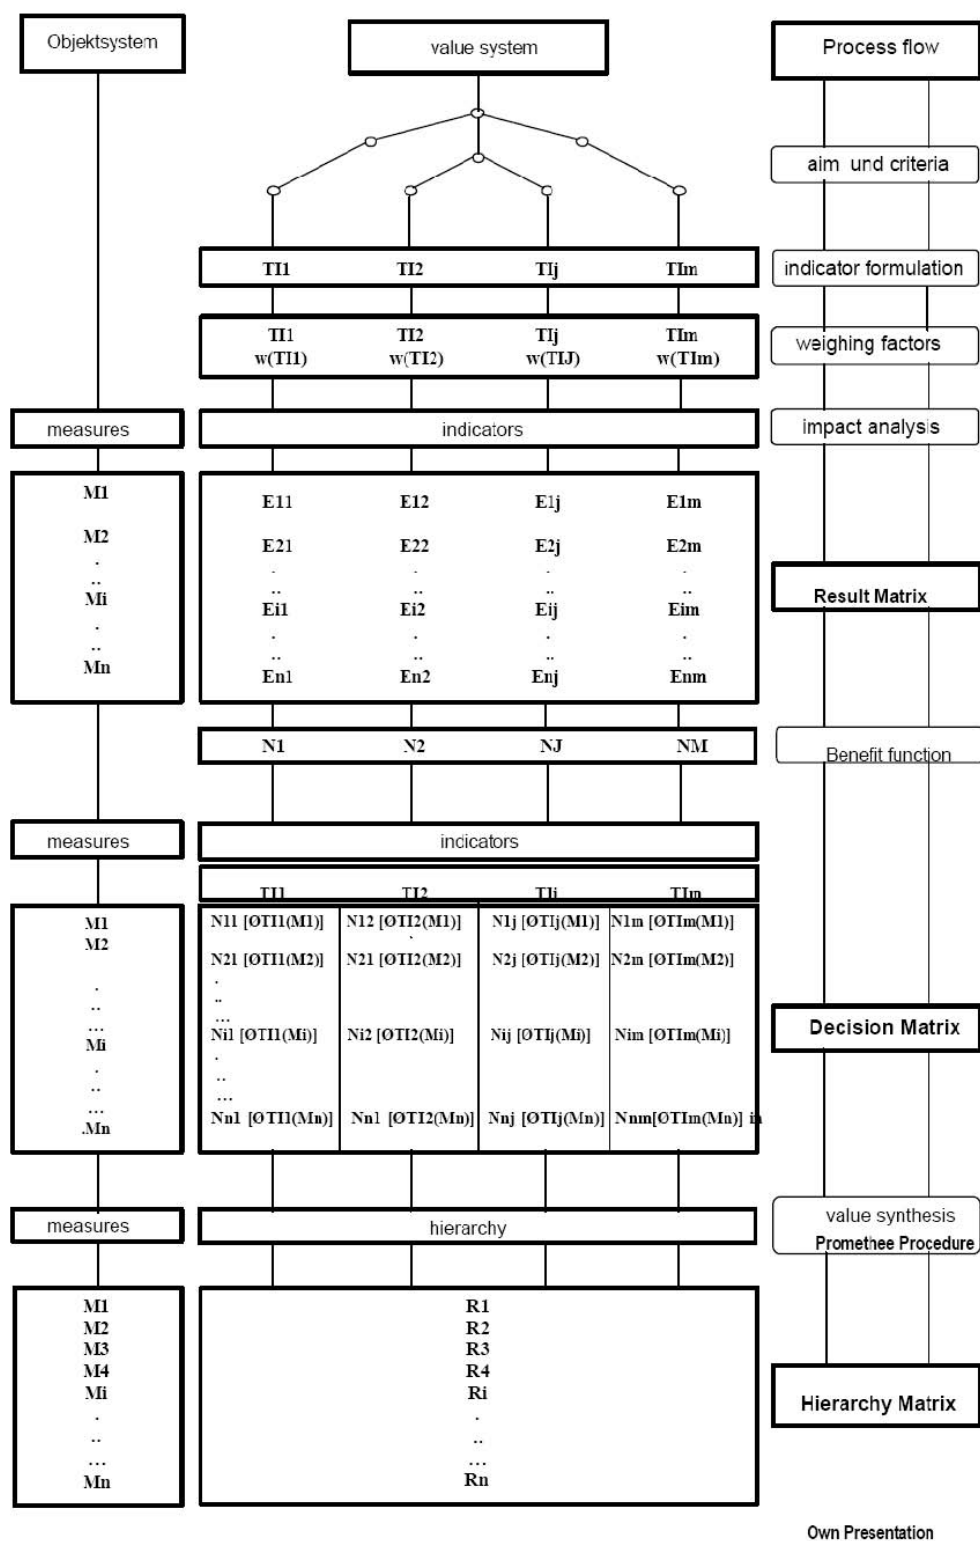 Objektsystem
value system
Process flow
aim und criteria
TI1 TI2 TIj TIm
indicator formulation
TI1 TI2 TIj TIm
w(TI1) w(TI2) w(TIJ) w(TIm)
weighing factors
measures
indicators
impact analysis
M1
M2
.
..
Mi
.
..
Mn
E11 E12 E1j E1m
E21 E22 E2j E2m
. . . .
.. .. .. ..
Ei1 Ei2 Eij Eim
. . . .
.. .. .. ..
En1 En2 Enj Enm
Result Matrix
N1 N2 NJ NM
Benefit function
measures
indicators
TI1 TI2 TIj TIm
M1
M2
.
..
...
Mi
.
..
...
.Mn
N11 [ØTI1(M1)] N12 [ØTI2(M1)] N1j [ØTIj(M1)] N1m [ØTIm(M1)]
.
N21 [ØTI1(M2)] N21 [ØTI2(M2)] N2j [ØTIj(M2)] N2m [ØTIm(M2)]
.
..
...
Ni1 [ØTI1(Mi)] Ni2 [ØTI2(Mi)] Nij [ØTIj(Mi)] Nim [ØTIm(Mi)]
.
..
...
Nn1 [ØTI1(Mn)] Nn1 [ØTI2(Mn)] Nnj [ØTIj(Mn)] Nnm[ØTIm(Mn)] in
Decision Matrix
measures
hierarchy
value synthesis
Promethee Procedure
M1
M2
M3
M4
Mi
.
..
...
Mn
R1
R2
R3
R4
Ri
.
..
...
Rn
Hierarchy Matrix
Own Presentation